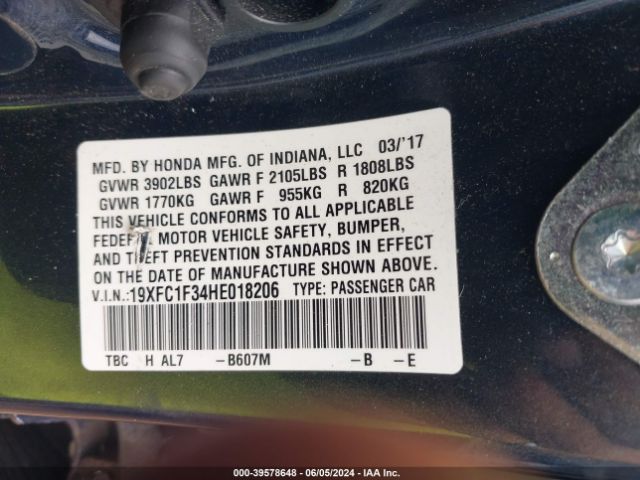 MFD. BY HONDA MFG. OF INDIANA, LLC 03/'17
GVWR 3902LBS GAWR F 2105LBS R 1808LBS
GVWR 1770KG GAWR F 955KG R 820KG
THIS VEHICLE CONFORMS TO ALL APPLICABLE
MOTOR VEHICLE SAFETY, BUMPER,
AND THEFT PREVENTION STANDARDS IN EFFECT
ON THE DATE OF MANUFACTURE SHOWN ABOVE.
V.I.N.:19XFC1F34HE018206 TYPE: PASSENGER CAR
TBC H AL7 -B607M -B -E
000-39578648 - 06/05/2024 - IAA Inc.